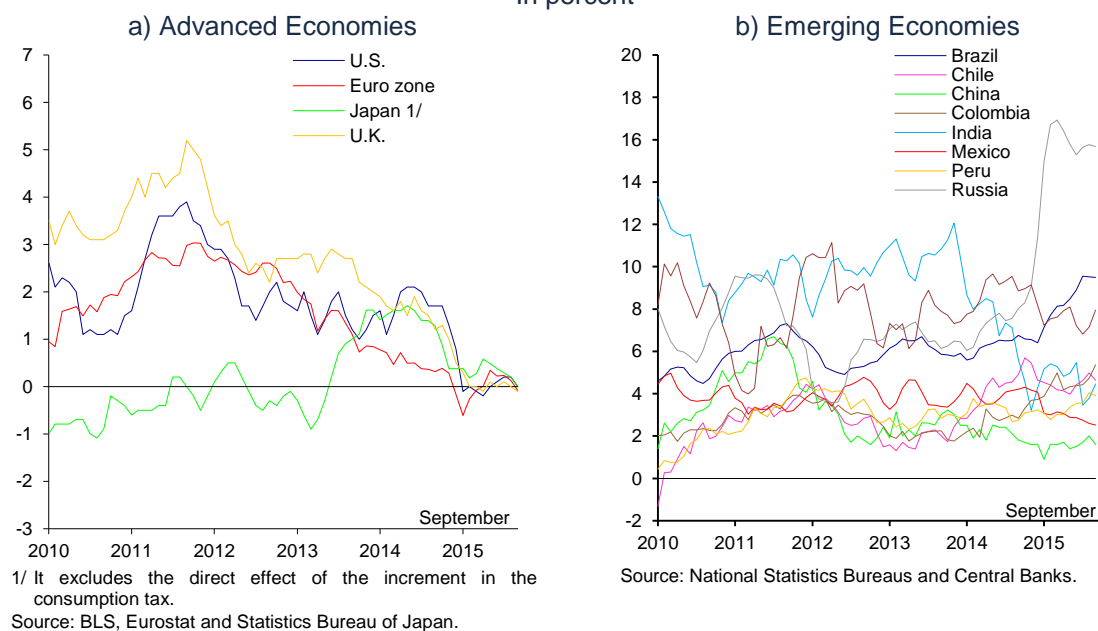 In percent
a) Advanced Economies
7
6
5
4
3
2
1
0
-1
-2
-3
U.S.
Euro zone
Japan 1/
U.K.
September
2010 2011 2012 2013 2014 2015
1/ It excludes the direct effect of the increment in the
consumption tax.
Source: BLS, Eurostat and Statistics Bureau of Japan.
b) Emerging Economies
20
18
16
14
12
10
8
6
4
2
0
-2
Brazil
Chile
China
Colombia
India
Mexico
Peru
Russia
September
2010 2011 2012 2013 2014 2015
Source: National Statistics Bureaus and Central Banks.